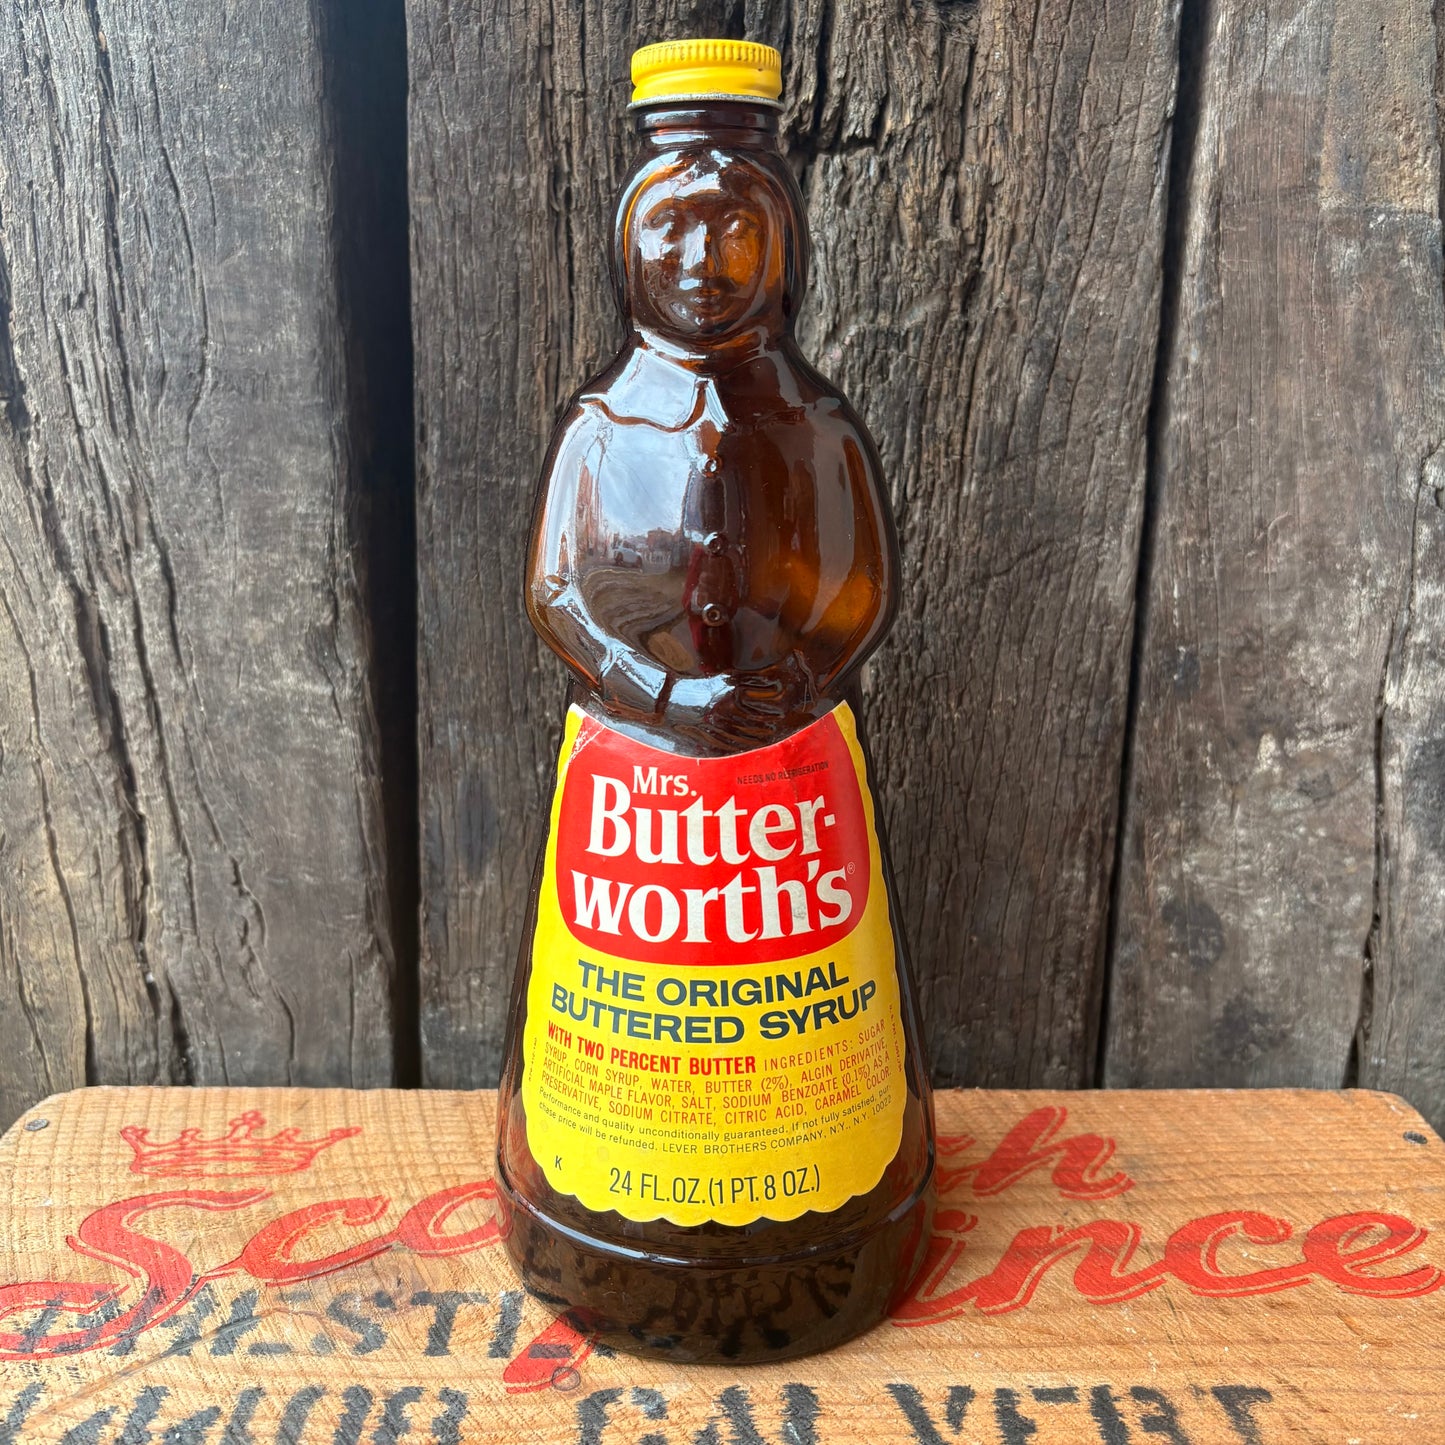 Mrs.
NEEDS NO REFRIGERATION
Butter-
worth's®
THE ORIGINAL
BUTTERED SYRUP
WITH TWO PERCENT BUTTER INGREDIENTS: SUGAR
SYRUP, CORN SYRUP, WATER, BUTTER (2%), ALGIN DERIVATIVE,
ARTIFICIAL MAPLE FLAVOR, SALT, SODIUM BENZOATE (0.1%) AS A
PRESERVATIVE, SODIUM CITRATE, CITRIC ACID, CARAMEL COLOR.
Performance and quality unconditionally guaranteed. If not fully satisfied, pur-
chase price will be refunded. LEVER BROTHERS COMPANY, N.Y., N.Y. 10022
K
24 FL.OZ.(1 PT. 8 OZ.)
Sco
h
ince
CALVERT